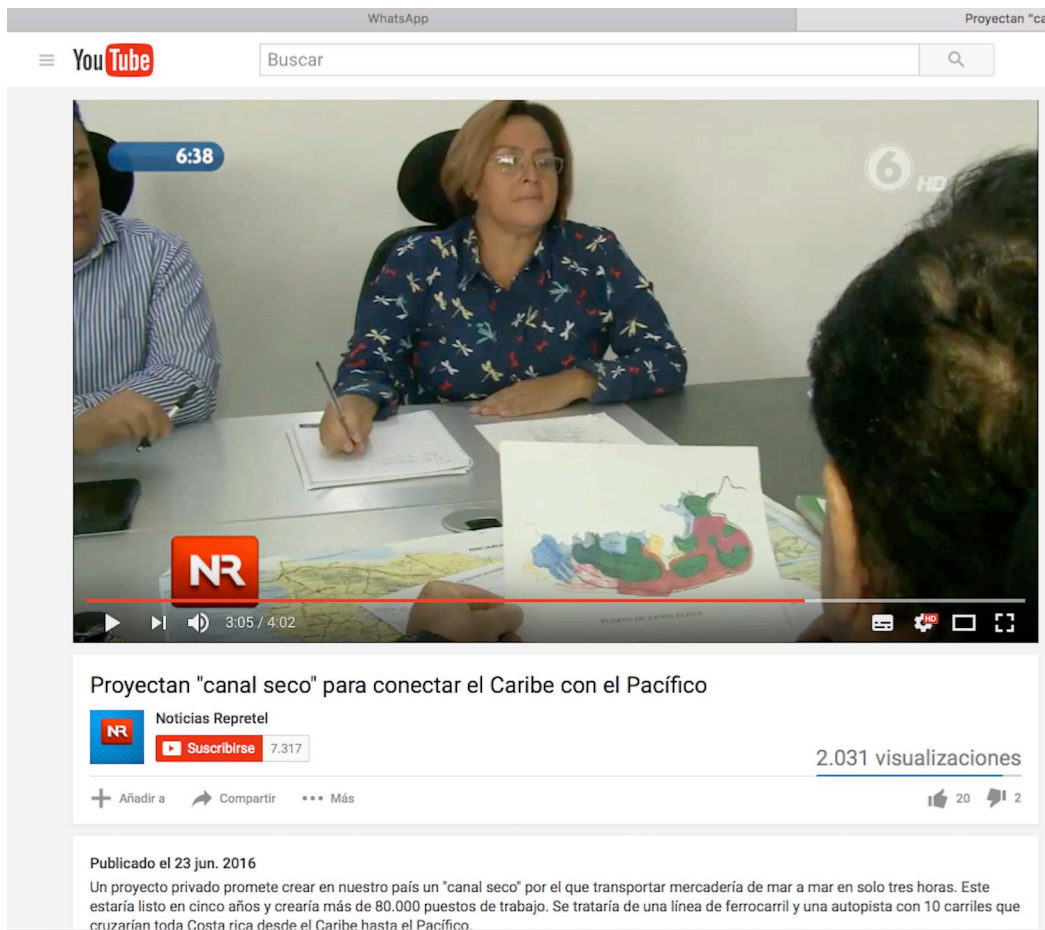 WhatsApp
Proyectan "ca
YouTube
Buscar
6:38
6 HD
NICARA
PUERTO DE SANTA ELENA
NR
3:05 / 4:02
HD
Proyectan "canal seco" para conectar el Caribe con el Pacífico
NR
Noticias Repretel
Suscribirse 7.317
2.031 visualizaciones
Añadir a Compartir Más
20 2
Publicado el 23 jun. 2016
Un proyecto privado promete crear en nuestro país un "canal seco" por el que transportar mercadería de mar a mar en solo tres horas. Este
estaría listo en cinco años y crearía más de 80.000 puestos de trabajo. Se trataría de una línea de ferrocarril y una autopista con 10 carriles que
cruzarían toda Costa rica desde el Caribe hasta el Pacífico.